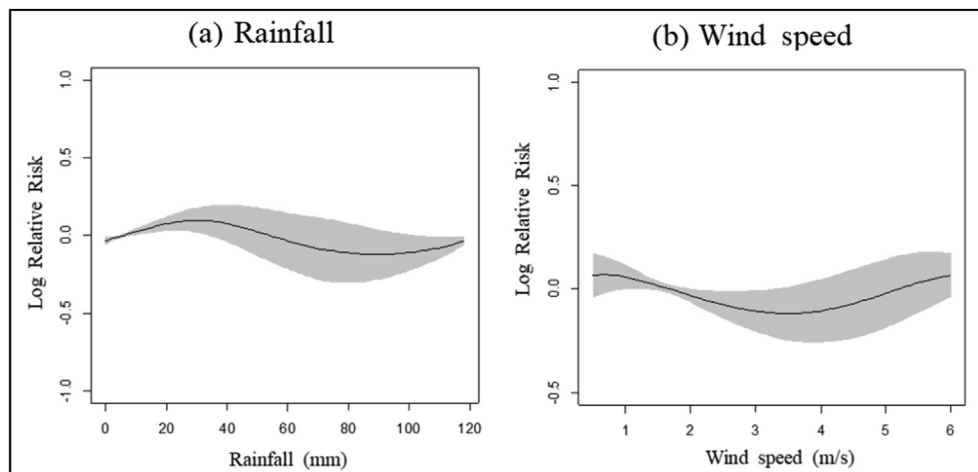 (a) Rainfall
1.0
0.5
0.0
-0.5
-1.0
Log Relative Risk
0 20 40 60 80 100 120
Rainfall (mm)
(b) Wind speed
1.0
0.5
0.0
-0.5
Log Relative Risk
1 2 3 4 5 6
Wind speed (m/s)